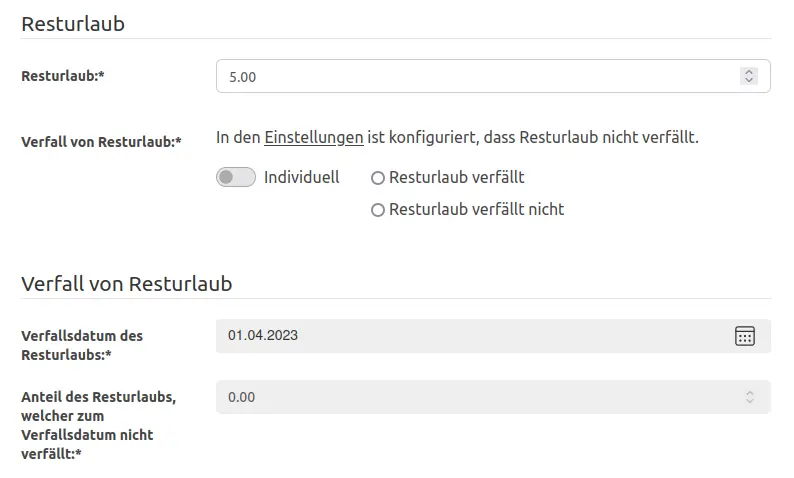 Resturlaub
Resturlaub:*
5.00
Verfall von Resturlaub:*
In den Einstellungen ist konfiguriert, dass Resturlaub nicht verfällt.
Individuell
Resturlaub verfällt
Resturlaub verfällt nicht
Verfall von Resturlaub
Verfallsdatum des
Resturlaubs:*
01.04.2023
Anteil des Resturlaubs,
welcher zum
Verfallsdatum nicht
verfällt:*
0.00